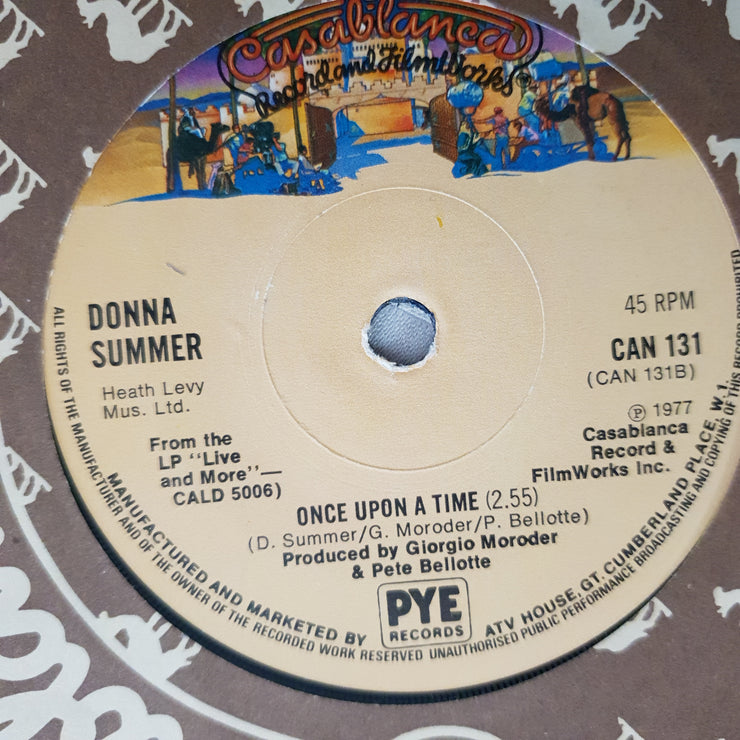 Casablanca
Record and FilmWorks
DONNA
SUMMER
Heath Levy
Mus. Ltd.
From the
LP "Live
and More"—
CALD 5006)
45 RPM
CAN 131
(CAN 131B)
℗ 1977
Casablanca
Record &
FilmWorks Inc.
ONCE UPON A TIME (2.55)
(D. Summer/G. Moroder/P. Bellotte)
Produced by Giorgio Moroder
& Pete Bellotte
PYE
RECORDS
MANUFACTURED AND MARKETED BY
ATV HOUSE, GT. CUMBERLAND PLACE, W.1.
ALL RIGHTS OF THE MANUFACTURER AND OF THE OWNER OF THE RECORDED WORK RESERVED UNAUTHORISED PUBLIC PERFORMANCE BROADCASTING AND COPYING OF THIS RECORD PROHIBITED